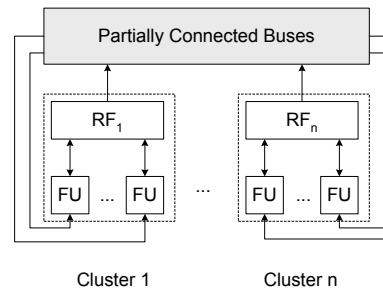 Partially Connected Buses
RF1 RFn
FU ... FU ... FU ... FU
Cluster 1 Cluster n